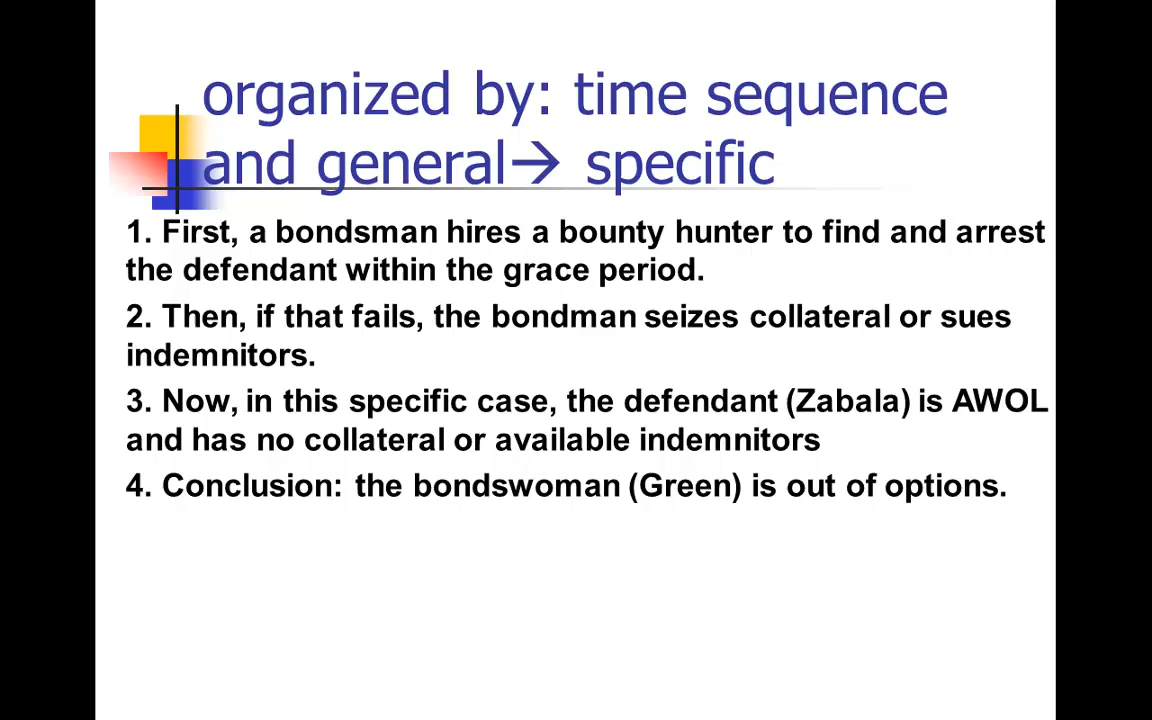 organized by: time sequence
and general→ specific
1. First, a bondsman hires a bounty hunter to find and arrest
the defendant within the grace period.
2. Then, if that fails, the bondman seizes collateral or sues
indemnitors.
3. Now, in this specific case, the defendant (Zabala) is AWOL
and has no collateral or available indemnitors
4. Conclusion: the bondswoman (Green) is out of options.